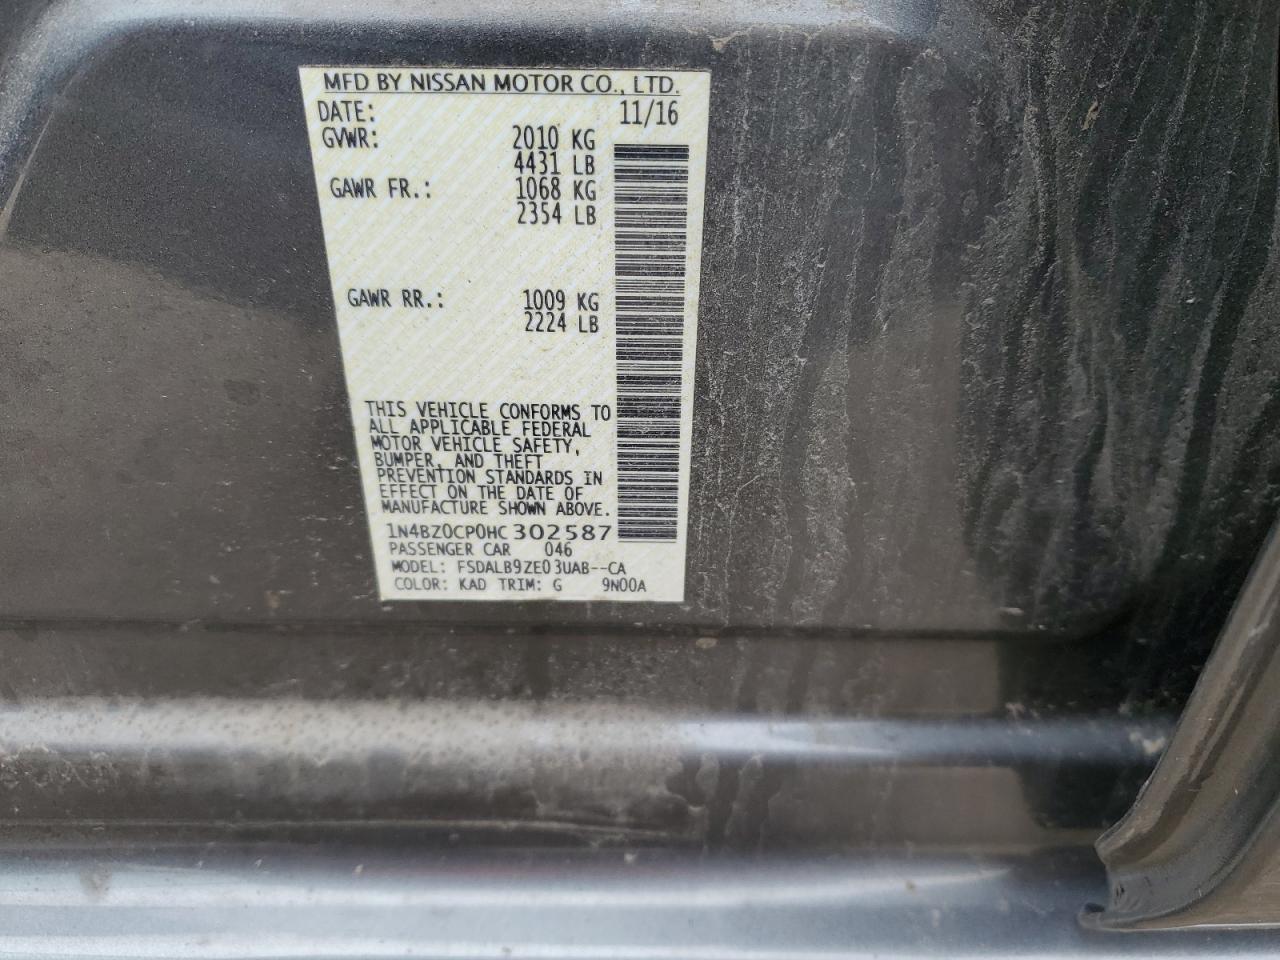 MFD BY NISSAN MOTOR CO., LTD.
DATE: 11/16
GVWR: 2010 KG
4431 LB
GAWR FR.: 1068 KG
2354 LB
GAWR RR.: 1009 KG
2224 LB
THIS VEHICLE CONFORMS TO
ALL APPLICABLE FEDERAL
MOTOR VEHICLE SAFETY,
BUMPER, AND THEFT
PREVENTION STANDARDS IN
EFFECT ON THE DATE OF
MANUFACTURE SHOWN ABOVE.
1N4BZ0CP0HC302587
PASSENGER CAR 046
MODEL: FSDALB9ZE03UAB--CA
COLOR: KAD TRIM: G 9N00A